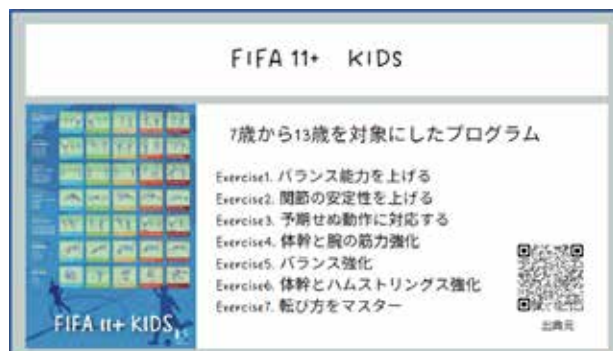 FIFA 11+ KIDS
7歳から13歳を対象にしたプログラム
Exercise1. バランス能力を上げる
Exercise2. 関節の安定性を上げる
Exercise3. 予期せぬ動作に対応する
Exercise4. 体幹と腕の筋力強化
Exercise5. バランス強化
Exercise6. 体幹とハムストリングス強化
Exercise7. 転び方をマスター
FIFA 11+ KIDS
出典元